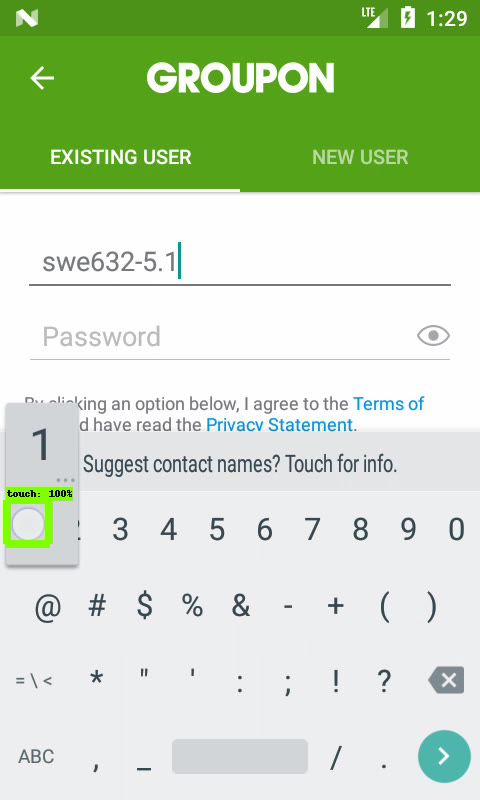 LTE 1:29
GROUPON
EXISTING USER NEW USER
swe632-5.1
Password
By clicking an option below, I agree to the Terms of
d have read the Privacy Statement.
1
Suggest contact names? Touch for info.
touch: 100%
2 3 4 5 6 7 8 9 0
@ # $ % & - + ( )
= \ < * " ' : ; ! ?
ABC , _ / .